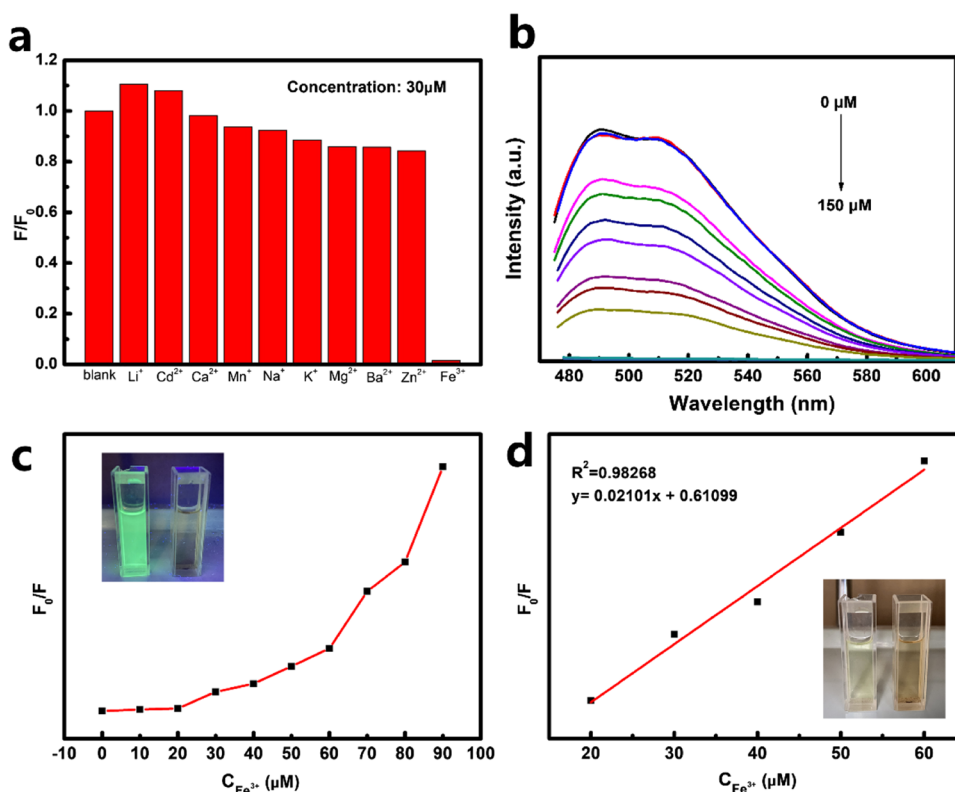 a
1.2
1.0
0.8
0.6
0.4
0.2
0.0
F/F₀
Concentration: 30μM
blank Li⁺ Cd²⁺ Ca²⁺ Mn⁺ Na⁺ K⁺ Mg²⁺ Ba²⁺ Zn²⁺ Fe³⁺
b
Intensity (a.u.)
0 μM
150 μM
480 500 520 540 560 580 600
Wavelength (nm)
c
F₀/F
-10 0 10 20 30 40 50 60 70 80 90 100
C_Fe³⁺ (μM)
d
R²=0.98268
y= 0.02101x + 0.61099
F₀/F
20 30 40 50 60
C_Fe³⁺ (μM)